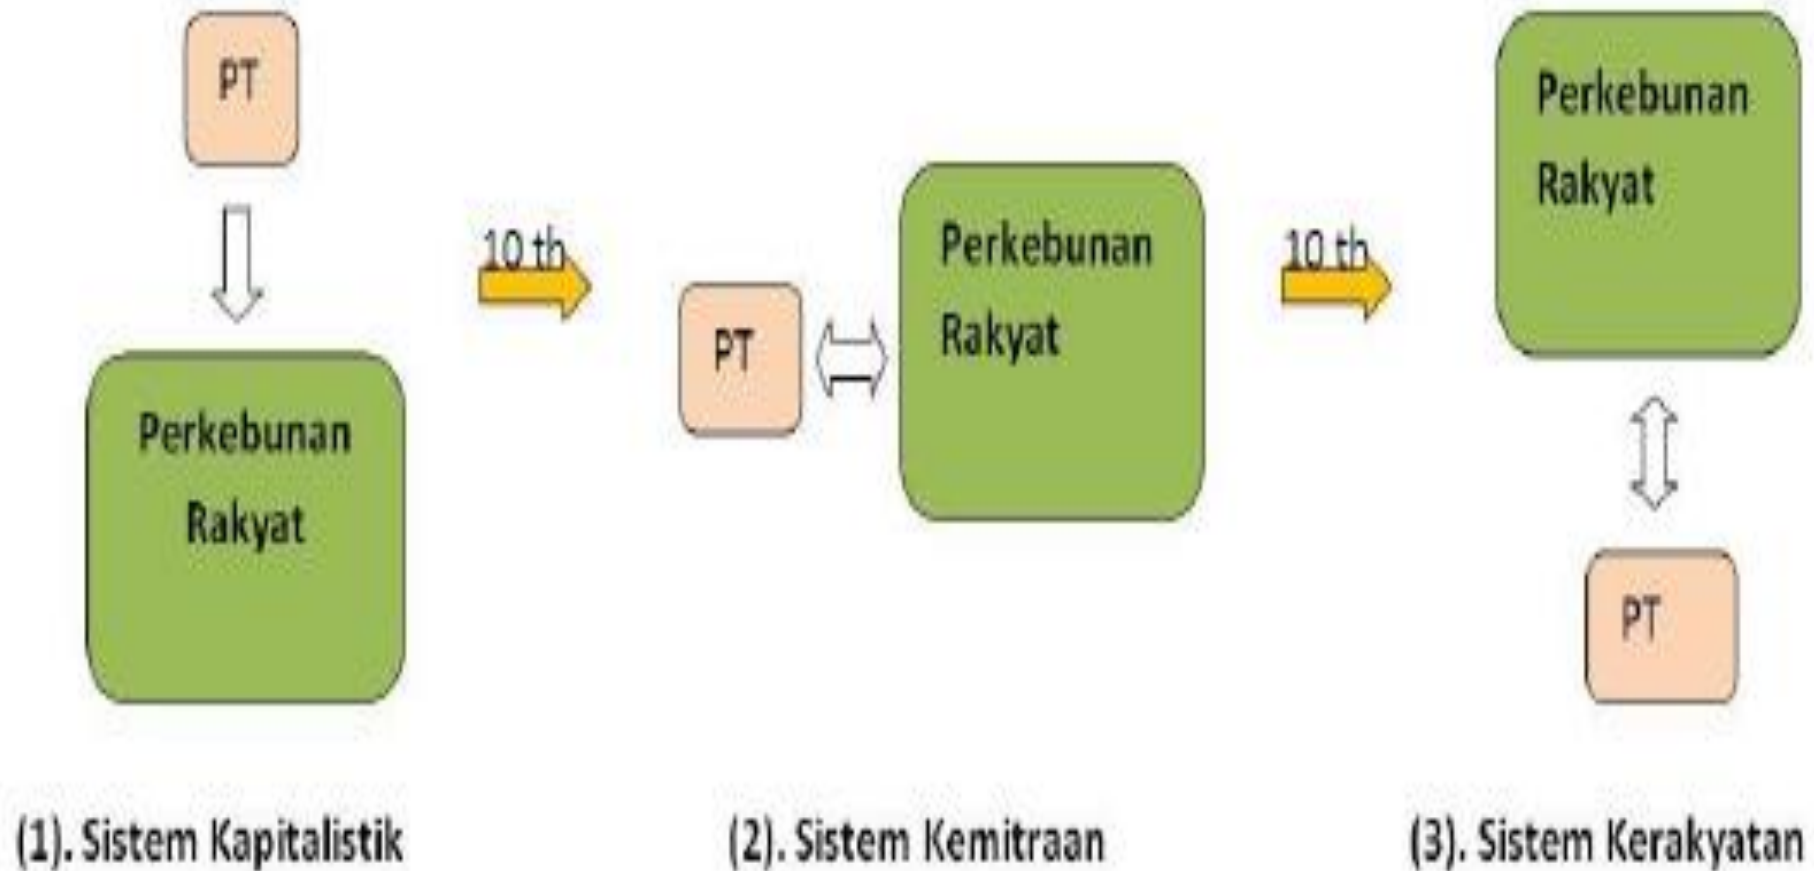 PT
Perkebunan
Rakyat
(1). Sistem Kapitalistik
10 th
PT
Perkebunan
Rakyat
(2). Sistem Kemitraan
10 th
Perkebunan
Rakyat
PT
(3). Sistem Kerakyatan